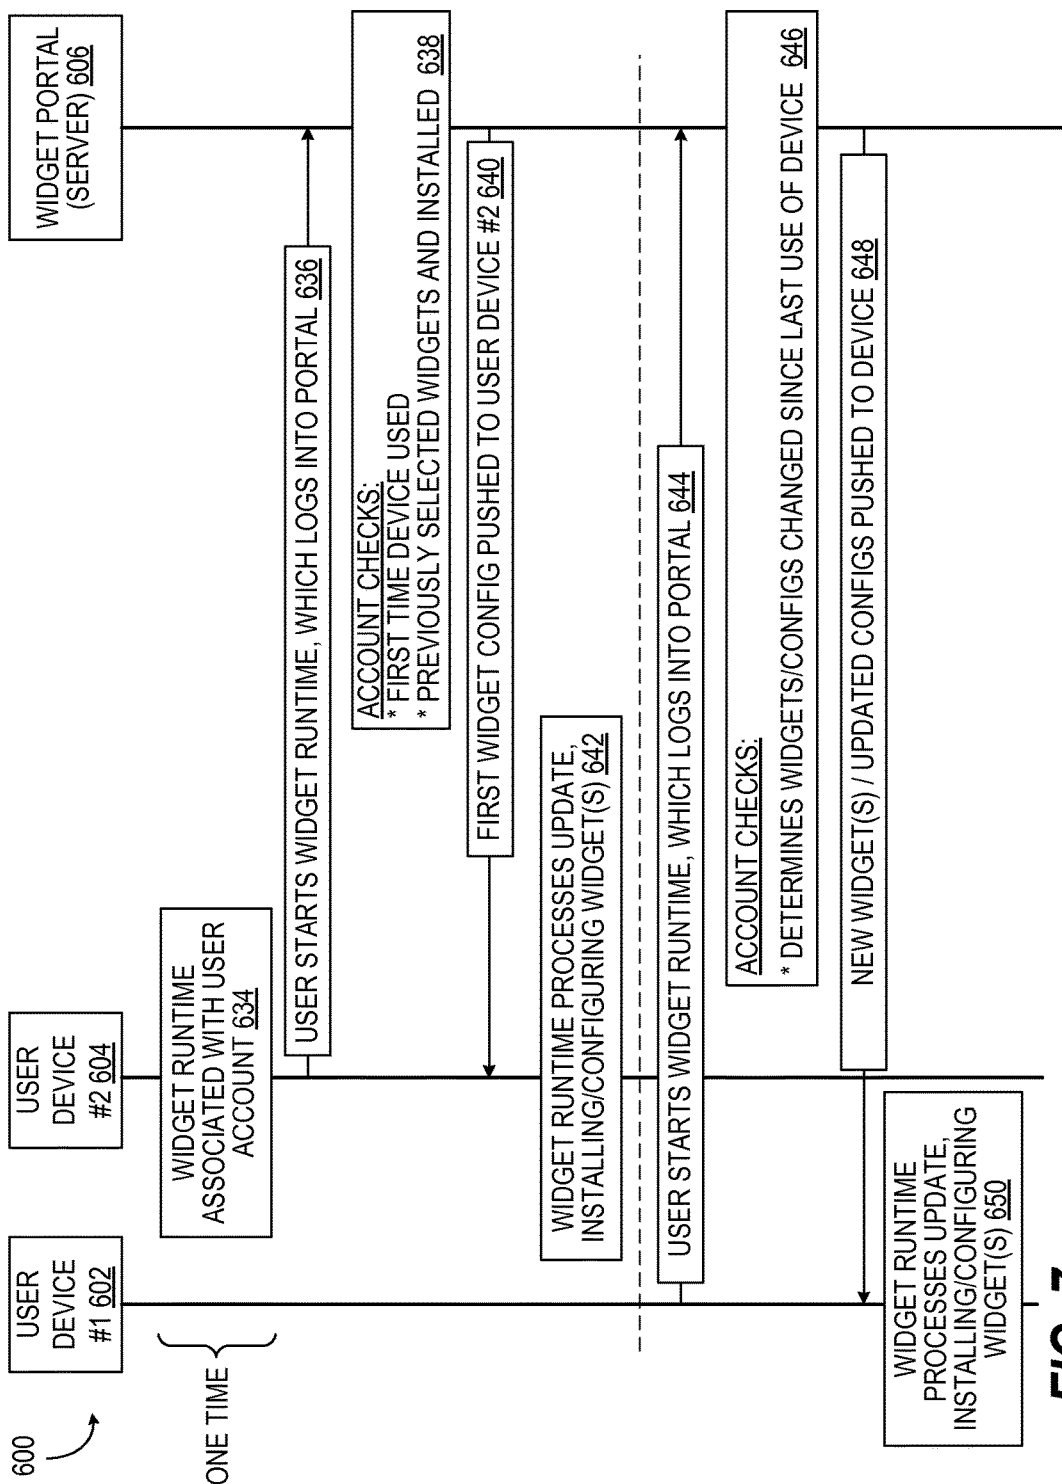 600
USER
DEVICE
#1 602
USER
DEVICE
#2 604
WIDGET PORTAL
(SERVER) 606
ONE TIME
WIDGET RUNTIME
ASSOCIATED WITH USER
ACCOUNT 634
USER STARTS WIDGET RUNTIME, WHICH LOGS INTO PORTAL 636
ACCOUNT CHECKS:
* FIRST TIME DEVICE USED
* PREVIOUSLY SELECTED WIDGETS AND INSTALLED 638
FIRST WIDGET CONFIG PUSHED TO USER DEVICE #2 640
WIDGET RUNTIME PROCESSES UPDATE,
INSTALLING/CONFIGURING WIDGET(S) 642
USER STARTS WIDGET RUNTIME, WHICH LOGS INTO PORTAL 644
ACCOUNT CHECKS:
* DETERMINES WIDGETS/CONFIGS CHANGED SINCE LAST USE OF DEVICE 646
NEW WIDGET(S) / UPDATED CONFIGS PUSHED TO DEVICE 648
WIDGET RUNTIME
PROCESSES UPDATE,
INSTALLING/CONFIGURING
WIDGET(S) 650
FIG. 7